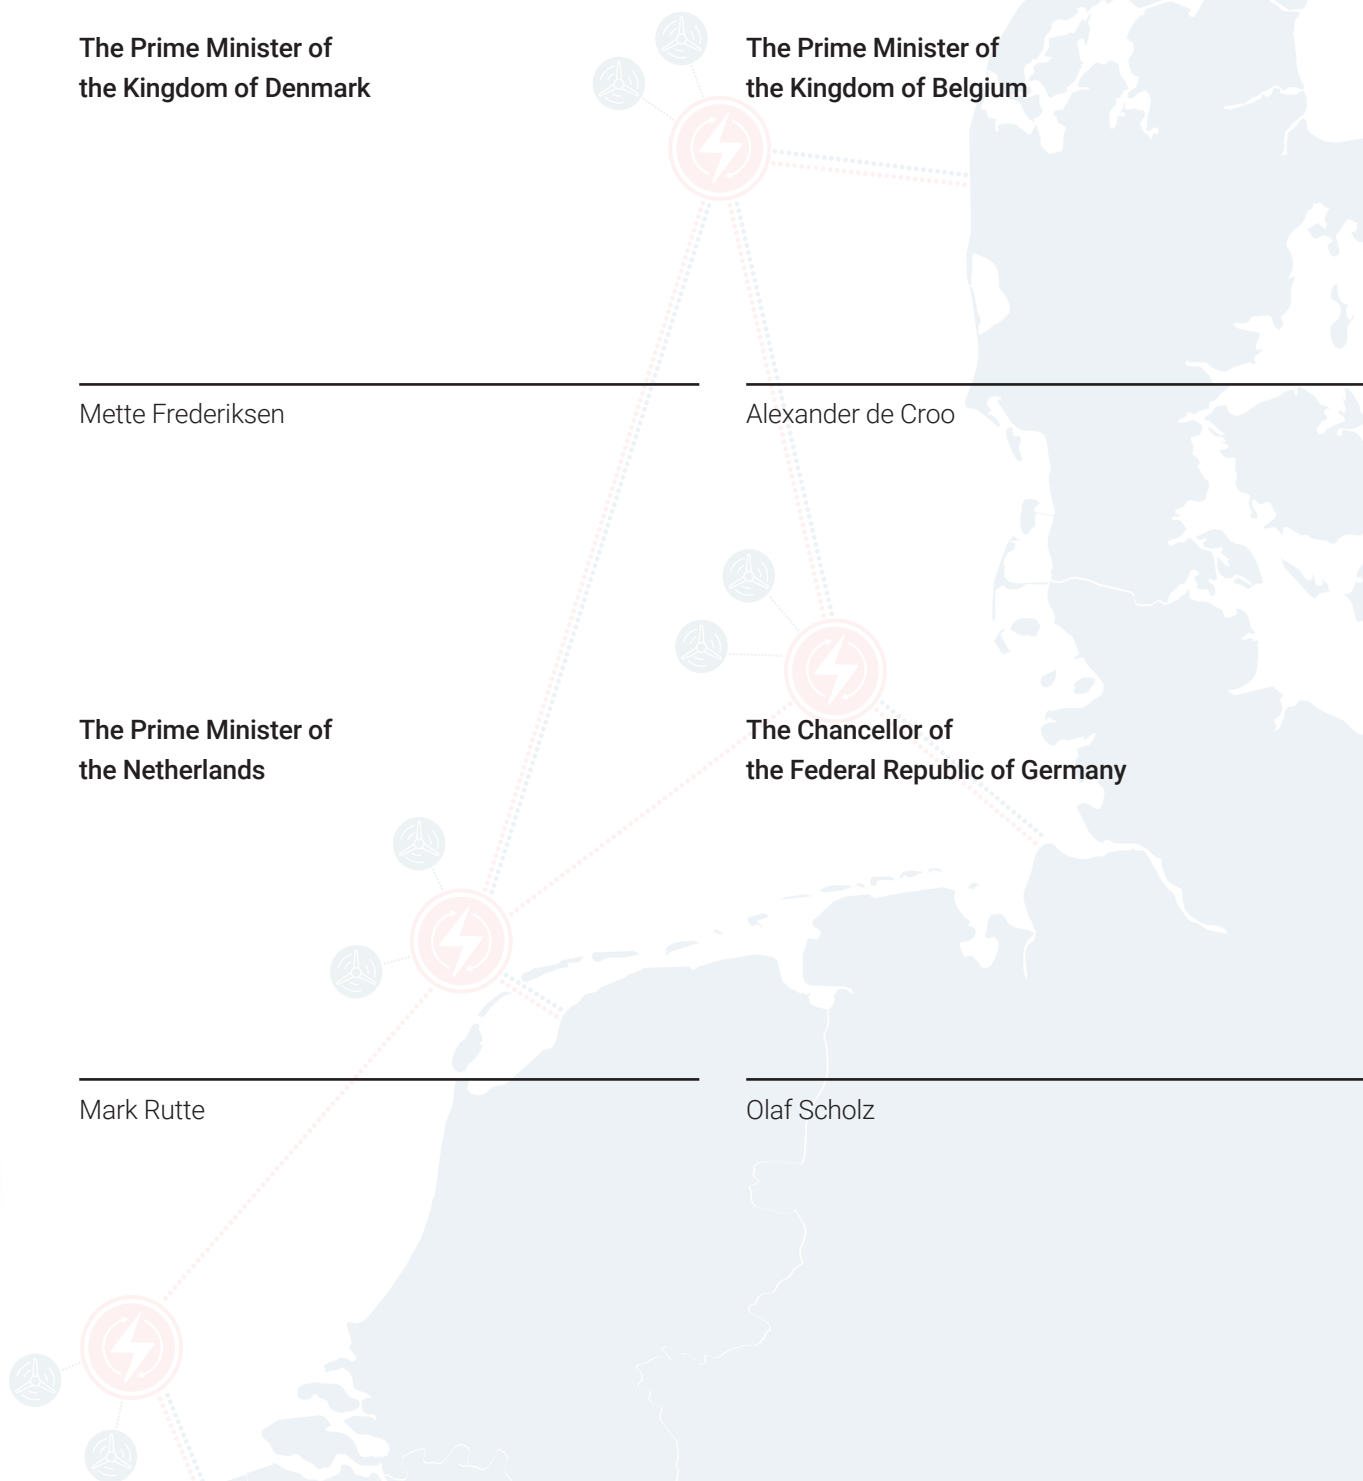 The Prime Minister of
the Kingdom of Denmark
The Prime Minister of
the Kingdom of Belgium
Mette Frederiksen
Alexander de Croo
The Prime Minister of
the Netherlands
The Chancellor of
the Federal Republic of Germany
Mark Rutte
Olaf Scholz